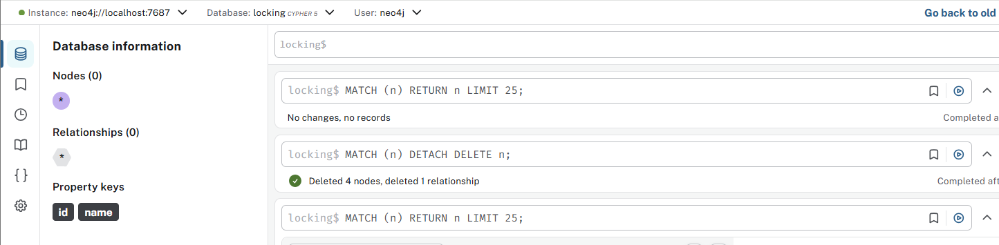 Instance: neo4j://localhost:7687 Database: locking CYPHER 5 User: neo4j Go back to old
Database information
Nodes (0)
*
Relationships (0)
*
Property keys
id name
locking$
locking$ MATCH (n) RETURN n LIMIT 25;
No changes, no records Completed a
locking$ MATCH (n) DETACH DELETE n;
Deleted 4 nodes, deleted 1 relationship Completed aft
locking$ MATCH (n) RETURN n LIMIT 25;